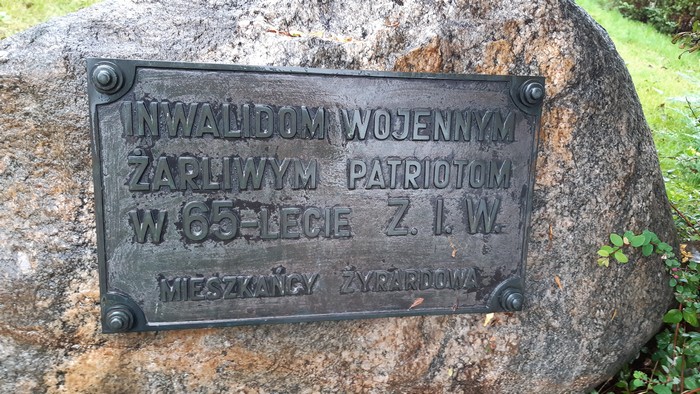 INWALIDOM WOJENNYM
ŻARLIWYM PATRIOTOM
W 65-LECIE Z. I. W.
MIESZKAŃCY ŻYRARDOWA